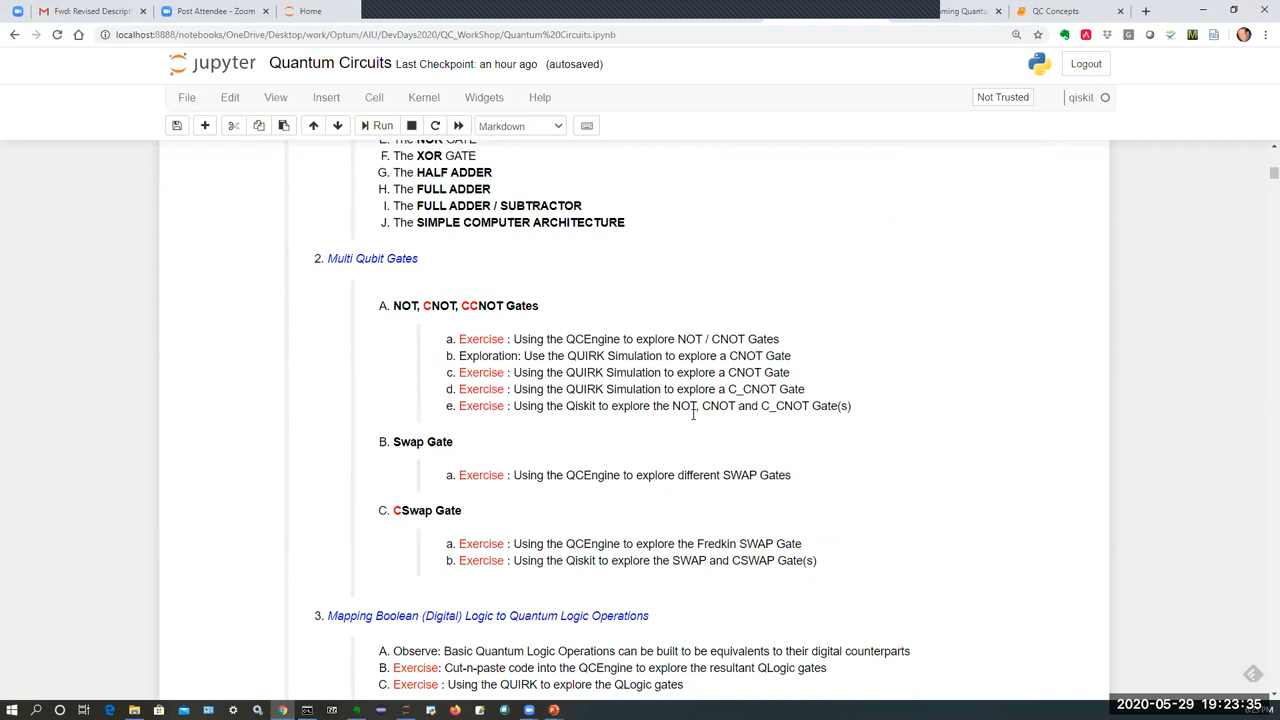 Fwd: Revised Descript
Post Attendee - Zoom
Home
ming Quantum
QC Concepts
localhost:8888/notebooks/OneDrive/Desktop/work/Optum/AIU/DevDays2020/QC_WorkShop/Quantum%20Circuits.ipynb
jupyter Quantum Circuits Last Checkpoint: an hour ago (autosaved)
Logout
File Edit View Insert Cell Kernel Widgets Help
Not Trusted
qiskit
Run
Markdown
E. The NOR GATE
F. The XOR GATE
G. The HALF ADDER
H. The FULL ADDER
I. The FULL ADDER / SUBTRACTOR
J. The SIMPLE COMPUTER ARCHITECTURE
2. Multi Qubit Gates
A. NOT, CNOT, CCNOT Gates
a. Exercise : Using the QCEngine to explore NOT / CNOT Gates
b. Exploration: Use the QUIRK Simulation to explore a CNOT Gate
c. Exercise : Using the QUIRK Simulation to explore a CNOT Gate
d. Exercise : Using the QUIRK Simulation to explore a C_CNOT Gate
e. Exercise : Using the Qiskit to explore the NOT, CNOT and C_CNOT Gate(s)
B. Swap Gate
a. Exercise : Using the QCEngine to explore different SWAP Gates
C. CSwap Gate
a. Exercise : Using the QCEngine to explore the Fredkin SWAP Gate
b. Exercise : Using the Qiskit to explore the SWAP and CSWAP Gate(s)
3. Mapping Boolean (Digital) Logic to Quantum Logic Operations
A. Observe: Basic Quantum Logic Operations can be built to be equivalents to their digital counterparts
B. Exercise: Cut-n-paste code into the QCEngine to explore the resultant QLogic gates
C. Exercise : Using the QUIRK to explore the QLogic gates
2020-05-29 19:23:35